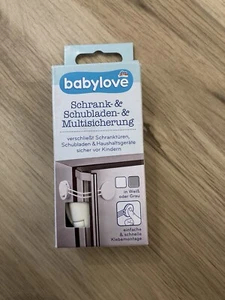 babylove
Schrank-&
Schubladen-&
Multisicherung
verschließt Schranktüren,
Schubladen & Haushaltsgeräte
sicher vor Kindern
in Weiß
oder Grau
einfache
& schnelle
Klebemontage